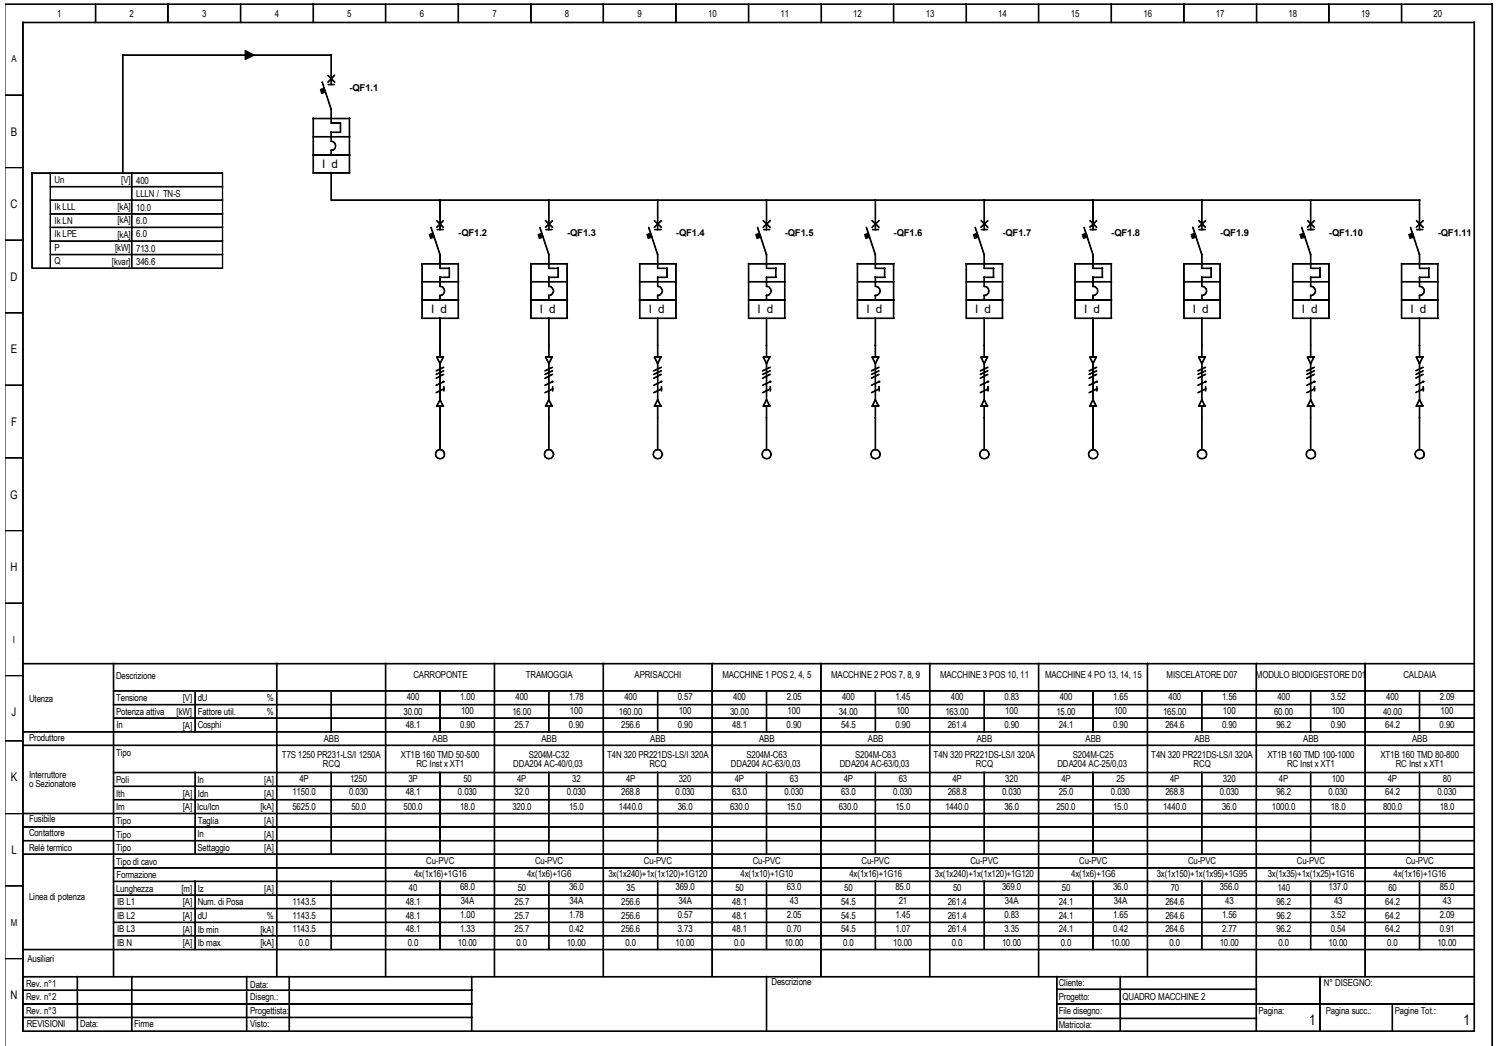 1 2 3 4 5 6 7 8 9 10 11 12 13 14 15 16 17 18 19 20
A
-QF1.1
B
I d
Un [V] 400
LLLN / TN-S
C
Ik LLL [kA] 10.0
Ik LN [kA] 6.0
Ik LPE [kA] 6.0
P [kW] 713.0
Q [kvar] 346.6
-QF1.2 -QF1.3 -QF1.4 -QF1.5 -QF1.6 -QF1.7 -QF1.8 -QF1.9 -QF1.10 -QF1.11
D
I d I d I d I d I d I d I d I d I d I d
E
F
G
H
I
Utenza
Descrizione CARROPONTE TRAMOGGIA APRISACCHI MACCHINE 1 POS 2, 4, 5 MACCHINE 2 POS 7, 8, 9 MACCHINE 3 POS 10, 11 MACCHINE 4 PO 13, 14, 15 MISCELATORE D07 MODULO BIODIGESTORE D01 CALDAIA
Tensione [V] dU % 400 1.00 400 1.78 400 0.57 400 2.05 400 1.45 400 0.83 400 1.65 400 1.56 400 3.52 400 2.09
J
Potenza attiva [kW] Fattore util. % 30.00 100 16.00 100 160.00 100 30.00 100 34.00 100 163.00 100 15.00 100 165.00 100 60.00 100 40.00 100
In [A] Cosphi 48.1 0.90 25.7 0.90 256.6 0.90 48.1 0.90 54.5 0.90 261.4 0.90 24.1 0.90 264.6 0.90 96.2 0.90 64.2 0.90
Produttore ABB ABB ABB ABB ABB ABB ABB ABB ABB ABB ABB
K
Interruttore
o Sezionatore
Tipo T7S 1250 PR231-LS/I 1250A XT1B 160 TMD 50-500 S204M-C32 T4N 320 PR221DS-LS/I 320A S204M-C63 S204M-C63 T4N 320 PR221DS-LS/I 320A S204M-C25 T4N 320 PR221DS-LS/I 320A XT1B 160 TMD 100-1000 XT1B 160 TMD 80-800
RCQ RC Inst x XT1 DDA204 AC-40/0,03 RCQ DDA204 AC-63/0,03 DDA204 AC-63/0,03 RCQ DDA204 AC-25/0,03 RCQ RC Inst x XT1 RC Inst x XT1
Poli In [A] 4P 1250 3P 50 4P 32 4P 320 4P 63 4P 63 4P 320 4P 25 4P 320 4P 100 4P 80
Ith [A] Idn [A] 1150.0 0.030 48.1 0.030 32.0 0.030 268.8 0.030 63.0 0.030 63.0 0.030 268.8 0.030 25.0 0.030 268.8 0.030 96.2 0.030 64.2 0.030
Im [A] Icu/Icn [kA] 5625.0 50.0 500.0 18.0 320.0 15.0 1440.0 36.0 630.0 15.0 630.0 15.0 1440.0 36.0 250.0 15.0 1440.0 36.0 1000.0 18.0 800.0 18.0
Fusibile Tipo Taglia [A]
Contattore Tipo In [A]
L
Relè termico Tipo Settaggio [A]
Linea di potenza
Tipo di cavo Cu-PVC Cu-PVC Cu-PVC Cu-PVC Cu-PVC Cu-PVC Cu-PVC Cu-PVC Cu-PVC Cu-PVC
Formazione 4x(1x16)+1G16 4x(1x6)+1G6 3x(1x240)+1x(1x120)+1G120 4x(1x10)+1G10 4x(1x16)+1G16 3x(1x240)+1x(1x120)+1G120 4x(1x6)+1G6 3x(1x150)+1x(1x95)+1G95 3x(1x35)+1x(1x25)+1G16 4x(1x16)+1G16
Lunghezza [m] Iz [A] 40 68.0 50 36.0 35 369.0 50 63.0 50 85.0 50 369.0 50 36.0 70 356.0 140 137.0 60 85.0
IB L1 [A] Num. di Posa 1143.5 48.1 34A 25.7 34A 256.6 34A 48.1 43 54.5 21 261.4 34A 24.1 34A 264.6 43 96.2 43 64.2 43
M
IB L2 [A] dU % 1143.5 48.1 1.00 25.7 1.78 256.6 0.57 48.1 2.05 54.5 1.45 261.4 0.83 24.1 1.65 264.6 1.56 96.2 3.52 64.2 2.09
IB L3 [A] Ib min [kA] 1143.5 48.1 1.33 25.7 0.42 256.6 3.73 48.1 0.70 54.5 1.07 261.4 3.35 24.1 0.42 264.6 2.77 96.2 0.54 64.2 0.91
IB N [A] Ib max [kA] 0.0 0.0 10.00 0.0 10.00 0.0 10.00 0.0 10.00 0.0 10.00 0.0 10.00 0.0 10.00 0.0 10.00 0.0 10.00 0.0 10.00
Ausiliari
N
Rev. n°1 Data: Descrizione Cliente: N° DISEGNO:
Rev. n°2 Disegn.: Progetto: QUADRO MACCHINE 2
Rev. n°3 Progettista: File disegno: Pagina: 1 Pagina succ.: Pagine Tot.: 1
REVISIONI Data: Firme Visto: Matricola: